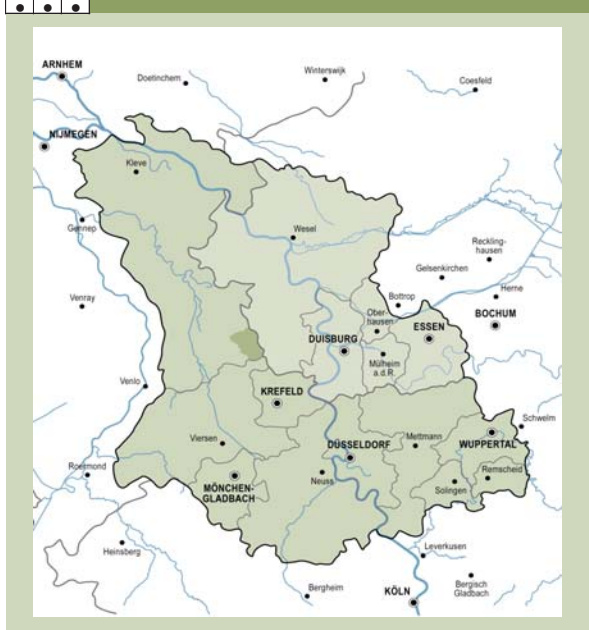 ARNHEM
Doetinchem
Winterswijk
Coesfeld
NIJMEGEN
Kleve
Gennep
Wesel
Reckling-
hausen
Gelsenkirchen
Venray
Bottrop
Herne
Ober-
hausen
BOCHUM
ESSEN
DUISBURG
Mülheim
a.d.R.
Venlo
KREFELD
Schwelm
Viersen
Mettmann
WUPPERTAL
DÜSSELDORF
Roermond
Neuss
Remscheid
MÖNCHEN-
GLADBACH
Solingen
Heinsberg
Leverkusen
Bergheim
KÖLN
Bergisch
Gladbach